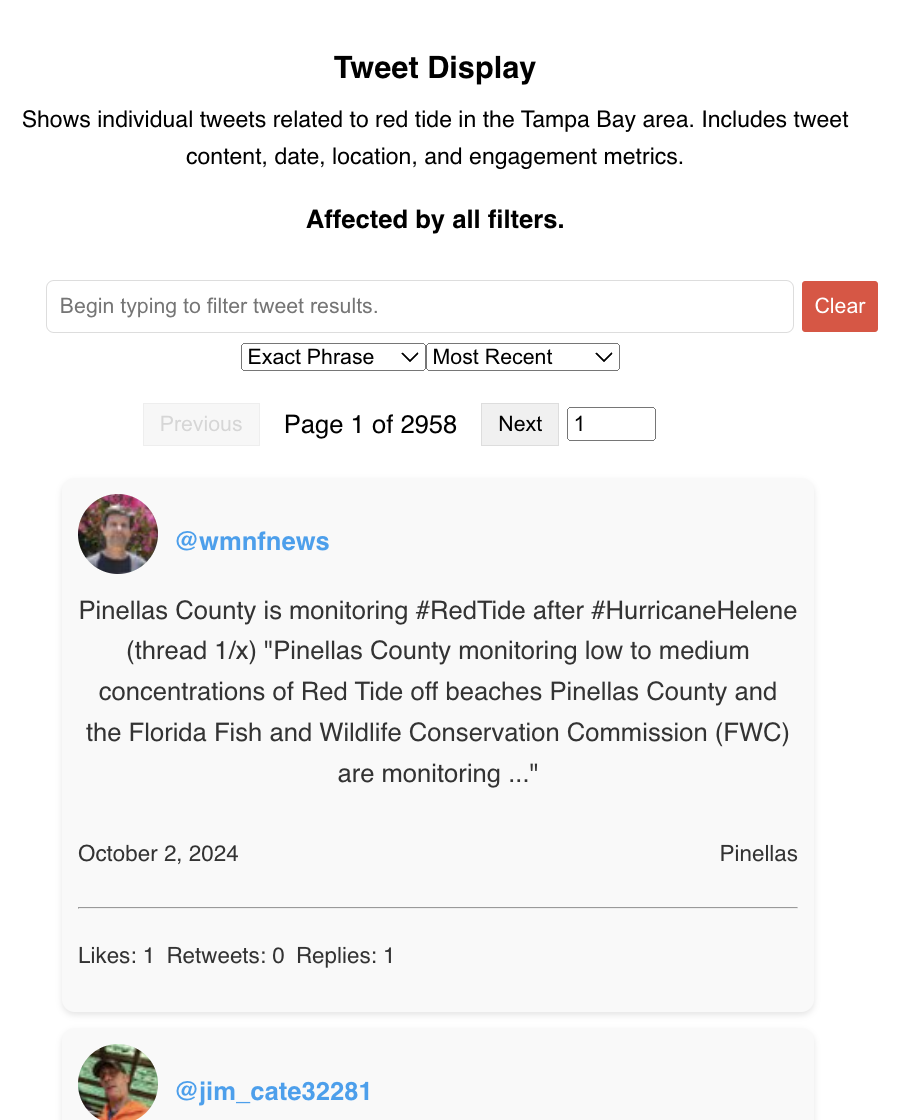 Tweet Display
Shows individual tweets related to red tide in the Tampa Bay area. Includes tweet
content, date, location, and engagement metrics.
Affected by all filters.
Begin typing to filter tweet results.
Clear
Exact Phrase
Most Recent
Previous
Page 1 of 2958
Next
1
@wmnfnews
Pinellas County is monitoring #RedTide after #HurricaneHelene
(thread 1/x) "Pinellas County monitoring low to medium
concentrations of Red Tide off beaches Pinellas County and
the Florida Fish and Wildlife Conservation Commission (FWC)
are monitoring ..."
October 2, 2024
Pinellas
Likes: 1 Retweets: 0 Replies: 1
@jim_cate32281